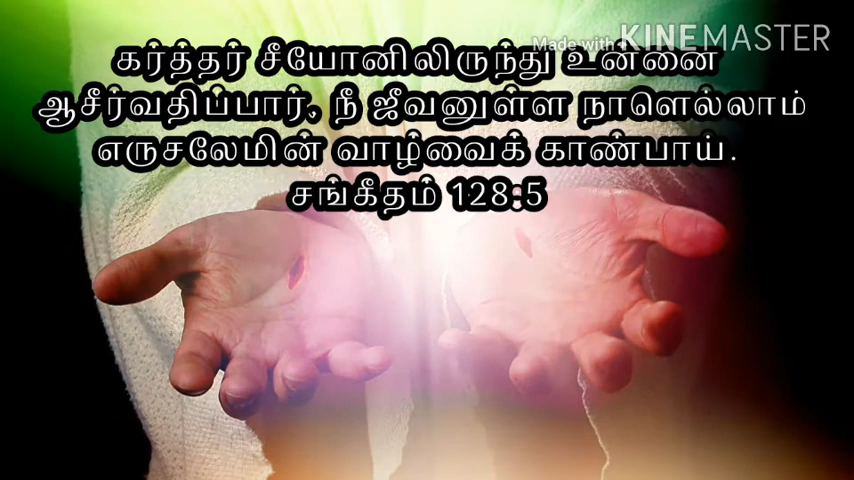 Made with KINEMASTER
கர்த்தர் சீயோனிலிருந்து உன்னை
ஆசீர்வதிப்பார், நீ ஜீவனுள்ள நாளெல்லாம்
எருசலேமின் வாழ்வைக் காண்பாய்.
சங்கீதம் 128:5